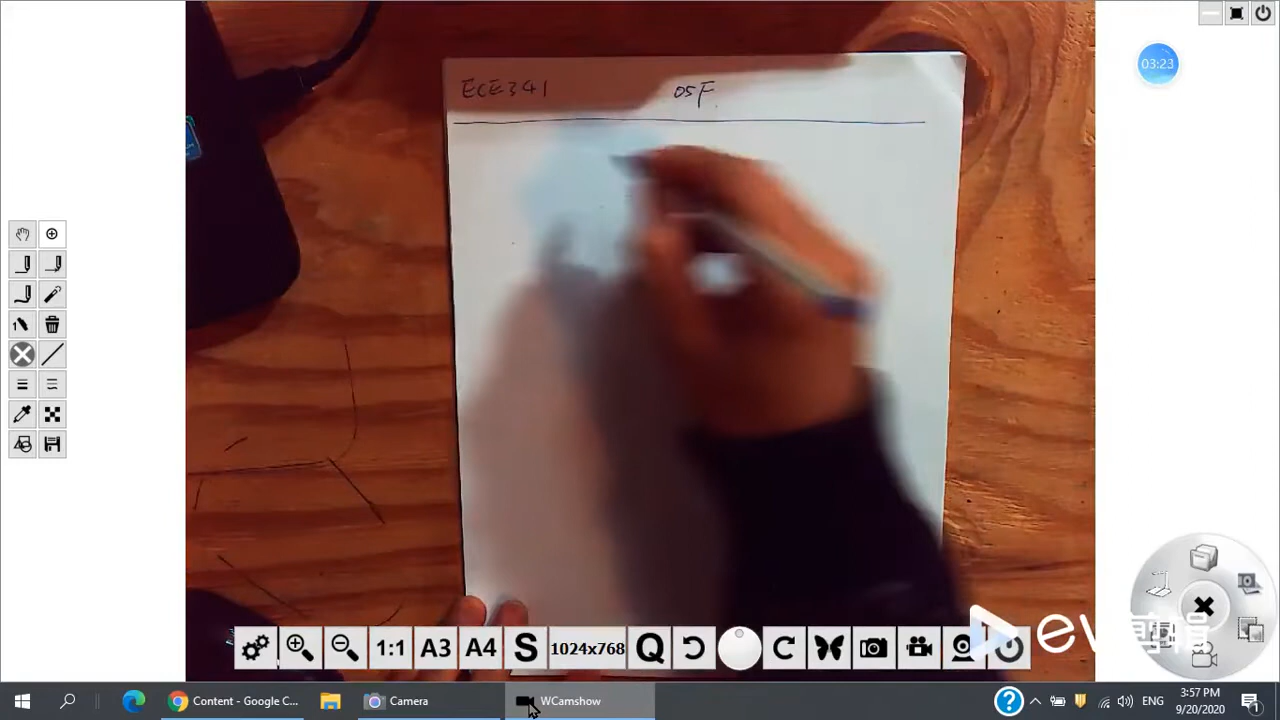 03:23
ECE341 05F
1:1 A3 A4 S 1024x768 Q
Content - Google C... Camera WCamshow ENG 3:57 PM
9/20/2020